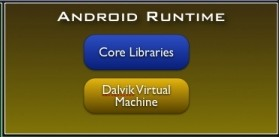 ANDROID RUNTIME
Core Libraries
Dalvik Virtual
Machine